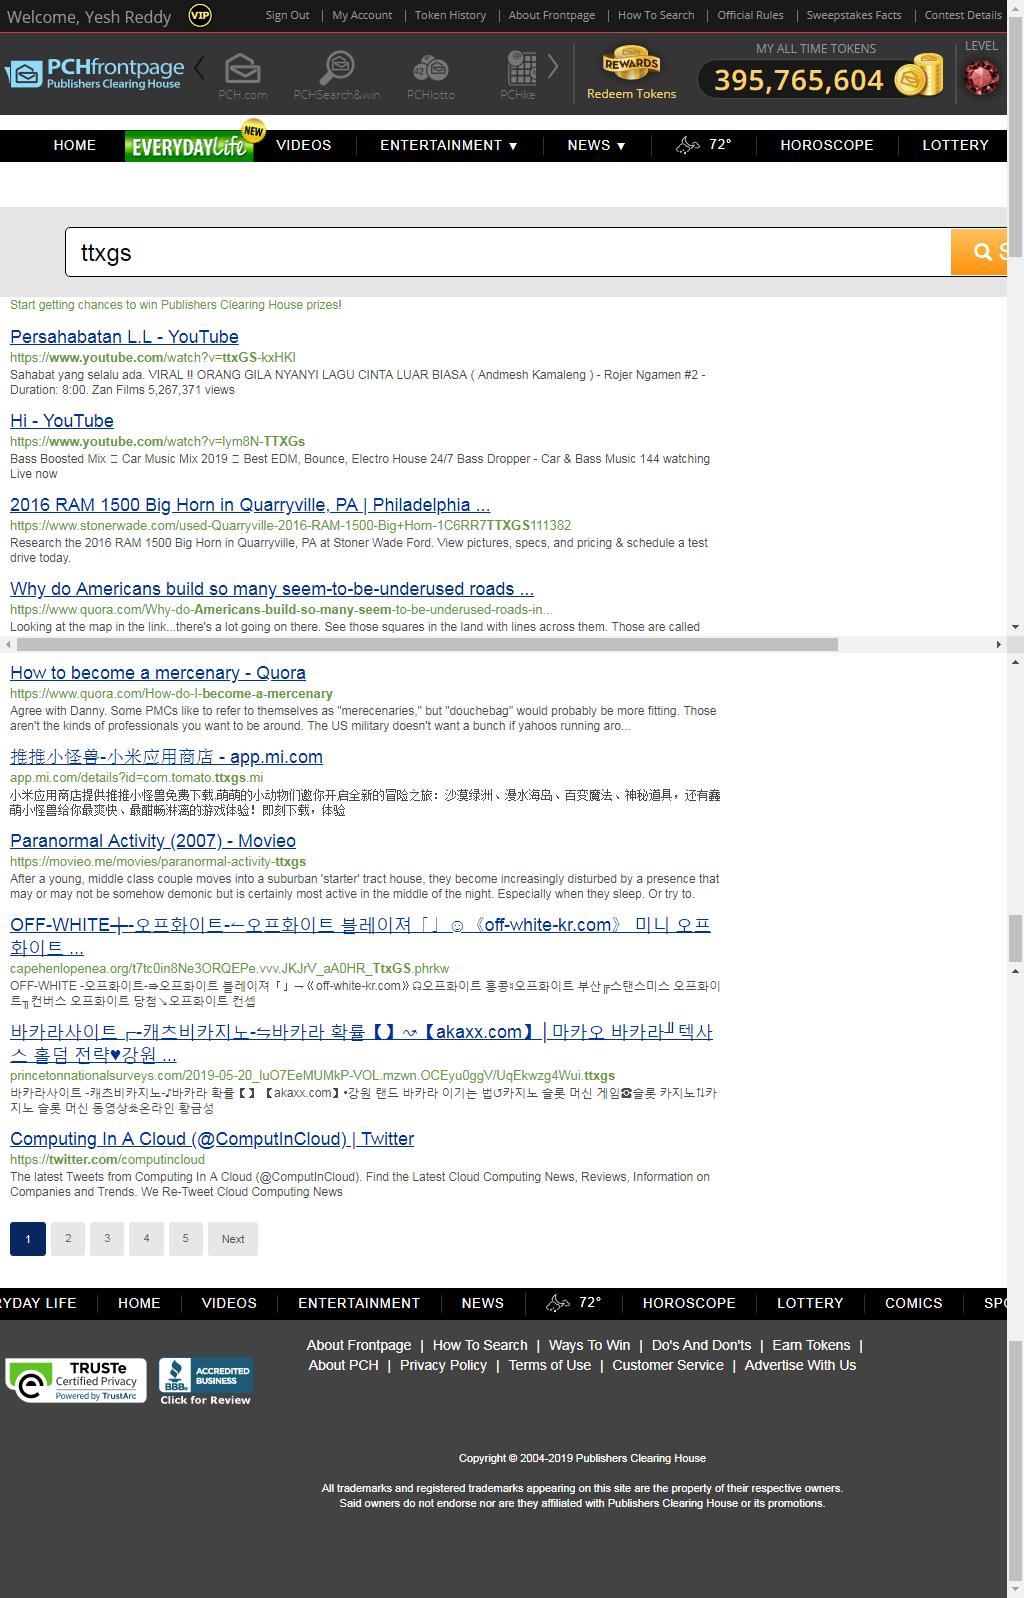 Welcome, Yesh Reddy VIP Sign Out | My Account | Token History | About Frontpage | How To Search | Official Rules | Sweepstakes Facts | Contest Details
PCHfrontpage
Publishers Clearing House
PCH.com PCHSearch&win PCHlotto PCHke
REWARDS
Redeem Tokens
MY ALL TIME TOKENS
395,765,604
LEVEL
HOME EVERYDAY Life NEW VIDEOS ENTERTAINMENT ▼ NEWS ▼ 72° HOROSCOPE LOTTERY
ttxgs S
Start getting chances to win Publishers Clearing House prizes!
Persahabatan L.L - YouTube
https://www.youtube.com/watch?v=ttxGS-kxHKI
Sahabat yang selalu ada. VIRAL !! ORANG GILA NYANYI LAGU CINTA LUAR BIASA ( Andmesh Kamaleng ) - Rojer Ngamen #2 -
Duration: 8:00. Zan Films 5,267,371 views
Hi - YouTube
https://www.youtube.com/watch?v=lym8N-TTXGs
Bass Boosted Mix Car Music Mix 2019 Best EDM, Bounce, Electro House 24/7 Bass Dropper - Car & Bass Music 144 watching
Live now
2016 RAM 1500 Big Horn in Quarryville, PA | Philadelphia ...
https://www.stonerwade.com/used-Quarryville-2016-RAM-1500-Big+Horn-1C6RR7TTXGS111382
Research the 2016 RAM 1500 Big Horn in Quarryville, PA at Stoner Wade Ford. View pictures, specs, and pricing & schedule a test
drive today.
Why do Americans build so many seem-to-be-underused roads ...
https://www.quora.com/Why-do-Americans-build-so-many-seem-to-be-underused-roads-in...
Looking at the map in the link...there's a lot going on there. See those squares in the land with lines across them. Those are called
How to become a mercenary - Quora
https://www.quora.com/How-do-I-become-a-mercenary
Agree with Danny. Some PMCs like to refer to themselves as "merecenaries," but "douchebag" would probably be more fitting. Those
aren't the kinds of professionals you want to be around. The US military doesn't want a bunch if yahoos running aro...
推推小怪兽-小米应用商店 - app.mi.com
app.mi.com/details?id=com.tomato.ttxgs.mi
小米应用商店提供推推小怪兽免费下载,萌萌的小动物们邀你开启全新的冒险之旅：沙漠绿洲、漫水海岛、百变魔法、神秘道具，还有蠢
萌小怪兽给你最爽快、最酣畅淋漓的游戏体验！即刻下载，体验
Paranormal Activity (2007) - Movieo
https://movieo.me/movies/paranormal-activity-ttxgs
After a young, middle class couple moves into a suburban 'starter' tract house, they become increasingly disturbed by a presence that
may or may not be somehow demonic but is certainly most active in the middle of the night. Especially when they sleep. Or try to.
OFF-WHITE╈-오프화이트-↼오프화이트 블레이져「」☺《off-white-kr.com》 미니 오프
화이트 ...
capehenlopenea.org/t7tc0in8Ne3ORQEPe.vvv.JKJrV_aA0HR_TtxGS.phrkw
OFF-WHITE -오프화이트-⇛오프화이트 블레이져「」→《off-white-kr.com》☊오프화이트 홍콩♮오프화이트 부산╔스탠스미스 오프화이
트╖컨버스 오프화이트 당첨↘오프화이트 컨셉
바카라사이트┌-캐츠비카지노-⇋바카라 확률【】↝【akaxx.com】│마카오 바카라╜텍사
스 홀덤 전략♥강원 ...
princetonnationalsurveys.com/2019-05-20_IuO7EeMUMkP-VOL.mzwn.OCEyu0ggV/UqEkwzg4Wui.ttxgs
바카라사이트 -캐츠비카지노-♪바카라 확률【】【akaxx.com】•강원 랜드 바카라 이기는 법↺카지노 슬롯 머신 게임☎슬롯 카지노⇅카
지노 슬롯 머신 동영상온라인 황금성
Computing In A Cloud (@ComputInCloud) | Twitter
https://twitter.com/computincloud
The latest Tweets from Computing In A Cloud (@ComputInCloud). Find the Latest Cloud Computing News, Reviews, Information on
Companies and Trends. We Re-Tweet Cloud Computing News
1 2 3 4 5 Next
RYDAY LIFE HOME VIDEOS ENTERTAINMENT NEWS 72° HOROSCOPE LOTTERY COMICS SPO
About Frontpage | How To Search | Ways To Win | Do's And Don'ts | Earn Tokens |
About PCH | Privacy Policy | Terms of Use | Customer Service | Advertise With Us
TRUSTe
Certified Privacy
Powered by TrustArc
BBB. ACCREDITED BUSINESS
Click for Review
Copyright © 2004-2019 Publishers Clearing House
All trademarks and registered trademarks appearing on this site are the property of their respective owners.
Said owners do not endorse nor are they affiliated with Publishers Clearing House or its promotions.